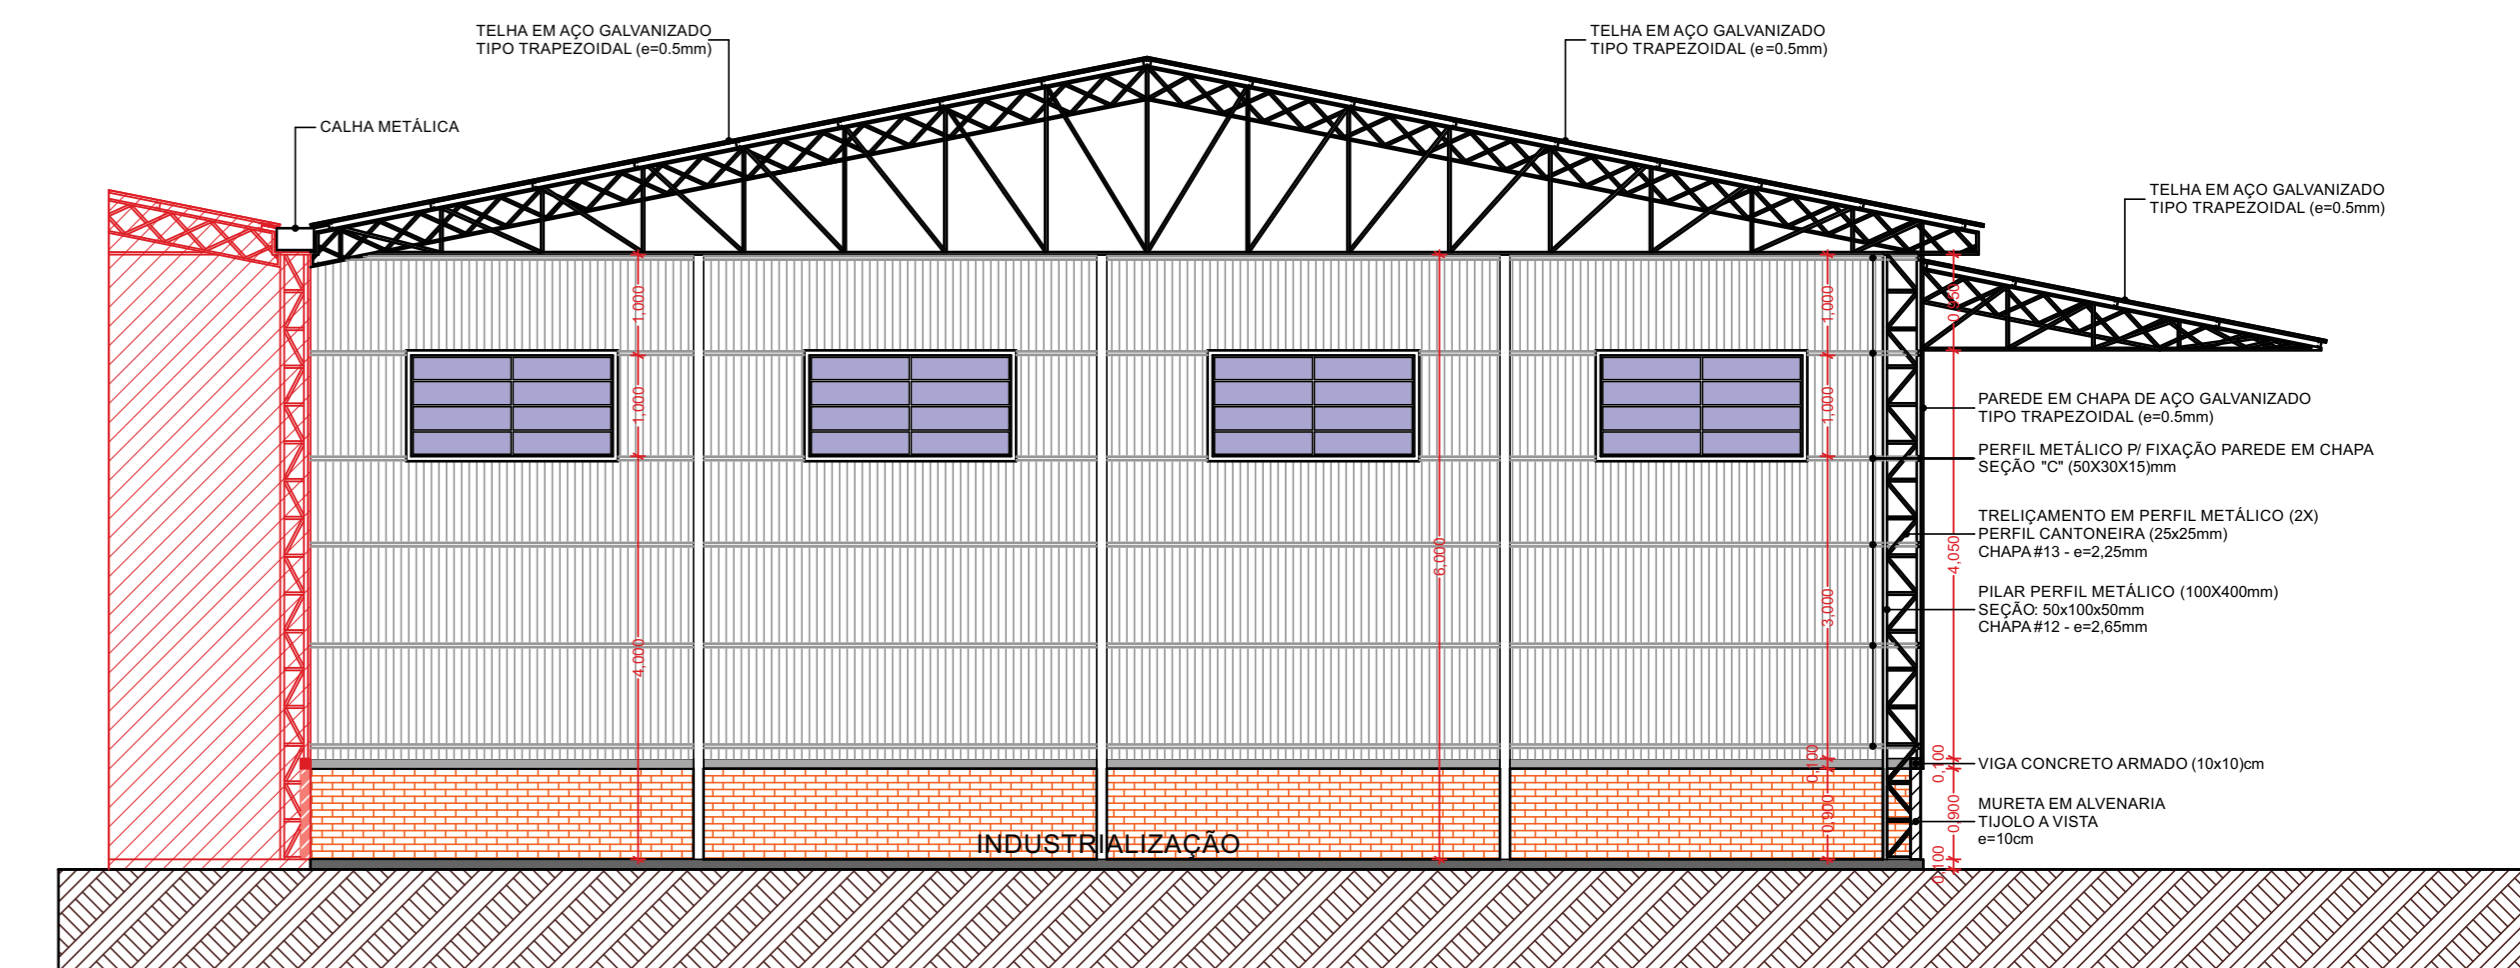 TELHA EM AÇO GALVANIZADO
TIPO TRAPEZOIDAL (e=0.5mm)
TELHA EM AÇO GALVANIZADO
TIPO TRAPEZOIDAL (e=0.5mm)
CALHA METÁLICA
TELHA EM AÇO GALVANIZADO
TIPO TRAPEZOIDAL (e=0.5mm)
1,000
1,000
4,000
6,000
1,000
1,000
3,000
0,100
0,900
0,950
4,050
0,100
0,900
0,100
PAREDE EM CHAPA DE AÇO GALVANIZADO
TIPO TRAPEZOIDAL (e=0.5mm)
PERFIL METÁLICO P/ FIXAÇÃO PAREDE EM CHAPA
SEÇÃO "C" (50X30X15)mm
TRELIÇAMENTO EM PERFIL METÁLICO (2X)
PERFIL CANTONEIRA (25x25mm)
CHAPA #13 - e=2,25mm
PILAR PERFIL METÁLICO (100X400mm)
SEÇÃO: 50x100x50mm
CHAPA #12 - e=2,65mm
VIGA CONCRETO ARMADO (10x10)cm
MURETA EM ALVENARIA
TIJOLO A VISTA
e=10cm
INDUSTRIALIZAÇÃO